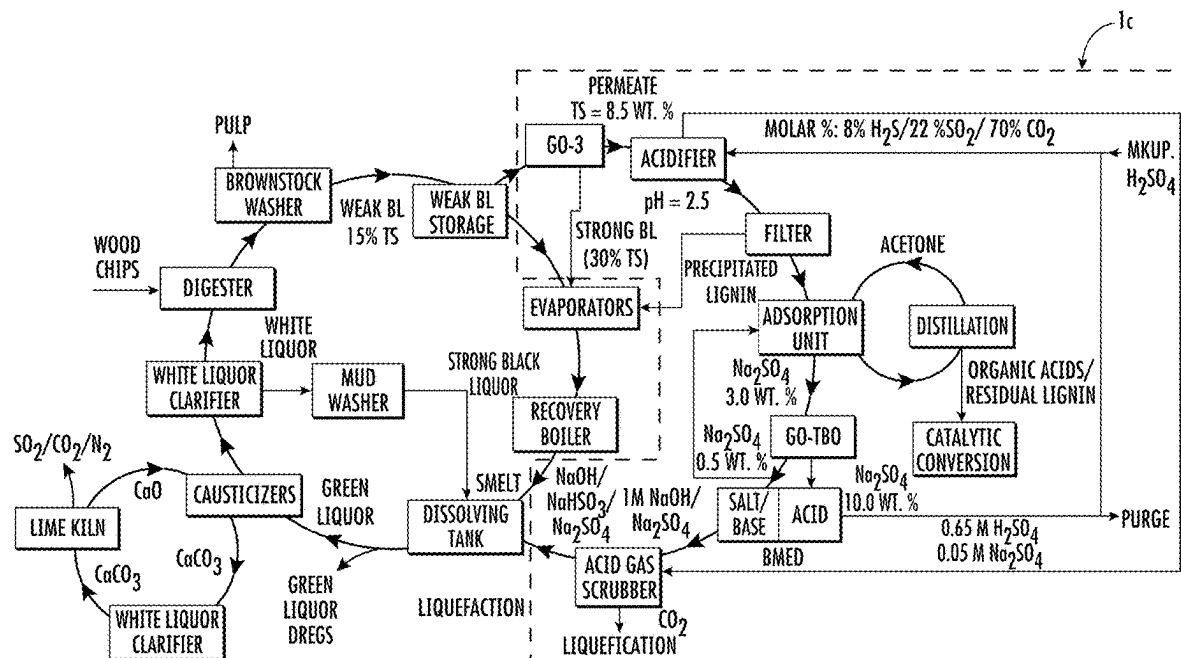 1c
PERMEATE
TS = 8.5 WT. %
PULP
GO-3
ACIDIFIER
MOLAR %: 8% H2S/22 %SO2/ 70% CO2
MKUP.
H2SO4
BROWNSTOCK
WASHER
WEAK BL
15% TS
WEAK BL
STORAGE
pH = 2.5
STRONG BL
(30% TS)
FILTER
ACETONE
WOOD
CHIPS
DIGESTER
PRECIPITATED
LIGNIN
EVAPORATORS
ADSORPTION
UNIT
DISTILLATION
WHITE
LIQUOR
WHITE LIQUOR
CLARIFIER
MUD
WASHER
STRONG BLACK
LIQUOR
Na2SO4
3.0 WT. %
ORGANIC ACIDS/
RESIDUAL LIGNIN
RECOVERY
BOILER
GO-TBO
CATALYTIC
CONVERSION
SO2/CO2/N2
Na2SO4
0.5 WT. %
CaO
CAUSTICIZERS
GREEN
LIQUOR
SMELT
NaOH/
NaHSO3/
Na2SO4
1M NaOH/
Na2SO4
SALT/
BASE
ACID
Na2SO4
10.0 WT. %
LIME KILN
DISSOLVING
TANK
PURGE
0.65 M H2SO4
0.05 M Na2SO4
BMED
CaCO3
CaCO3
ACID GAS
SCRUBBER
GREEN
LIQUOR
DREGS
LIQUEFACTION
CO2
WHITE LIQUOR
CLARIFIER
LIQUEFICATION